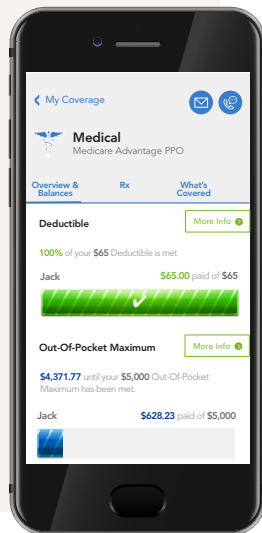 My Coverage
Medical
Medicare Advantage PPO
Overview & Balances
Rx
What's Covered
Deductible
More Info
100% of your $65 Deductible is met
Jack
$65.00 paid of $65
Out-Of-Pocket Maximum
More Info
$4,371.77 until your $5,000 Out-Of-Pocket
Maximum has been met.
Jack
$628.23 paid of $5,000